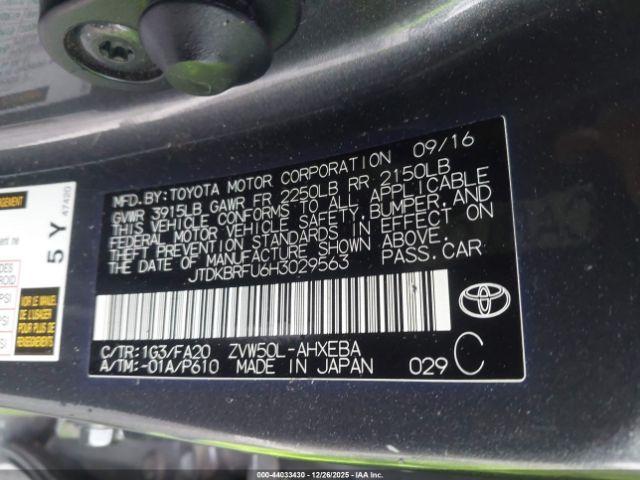 MFD.BY:TOYOTA MOTOR CORPORATION 09/16
GVWR 3915LB GAWR FR 2250LB RR 2150LB
THIS VEHICLE CONFORMS TO ALL APPLICABLE
FEDERAL MOTOR VEHICLE SAFETY,BUMPER,AND
THEFT PREVENTION STANDARDS IN EFFECT ON
THE DATE OF MANUFACTURE SHOWN ABOVE.
JTDKBRFU6H3029563 PASS.CAR
C/TR:1G3/FA20 ZVW50L-AHXEBA
A/TM:-01A/P610 MADE IN JAPAN 029 C
TOYOTA
5 Y
47420
000-44033430 - 12/26/2025 - IAAI, Inc.